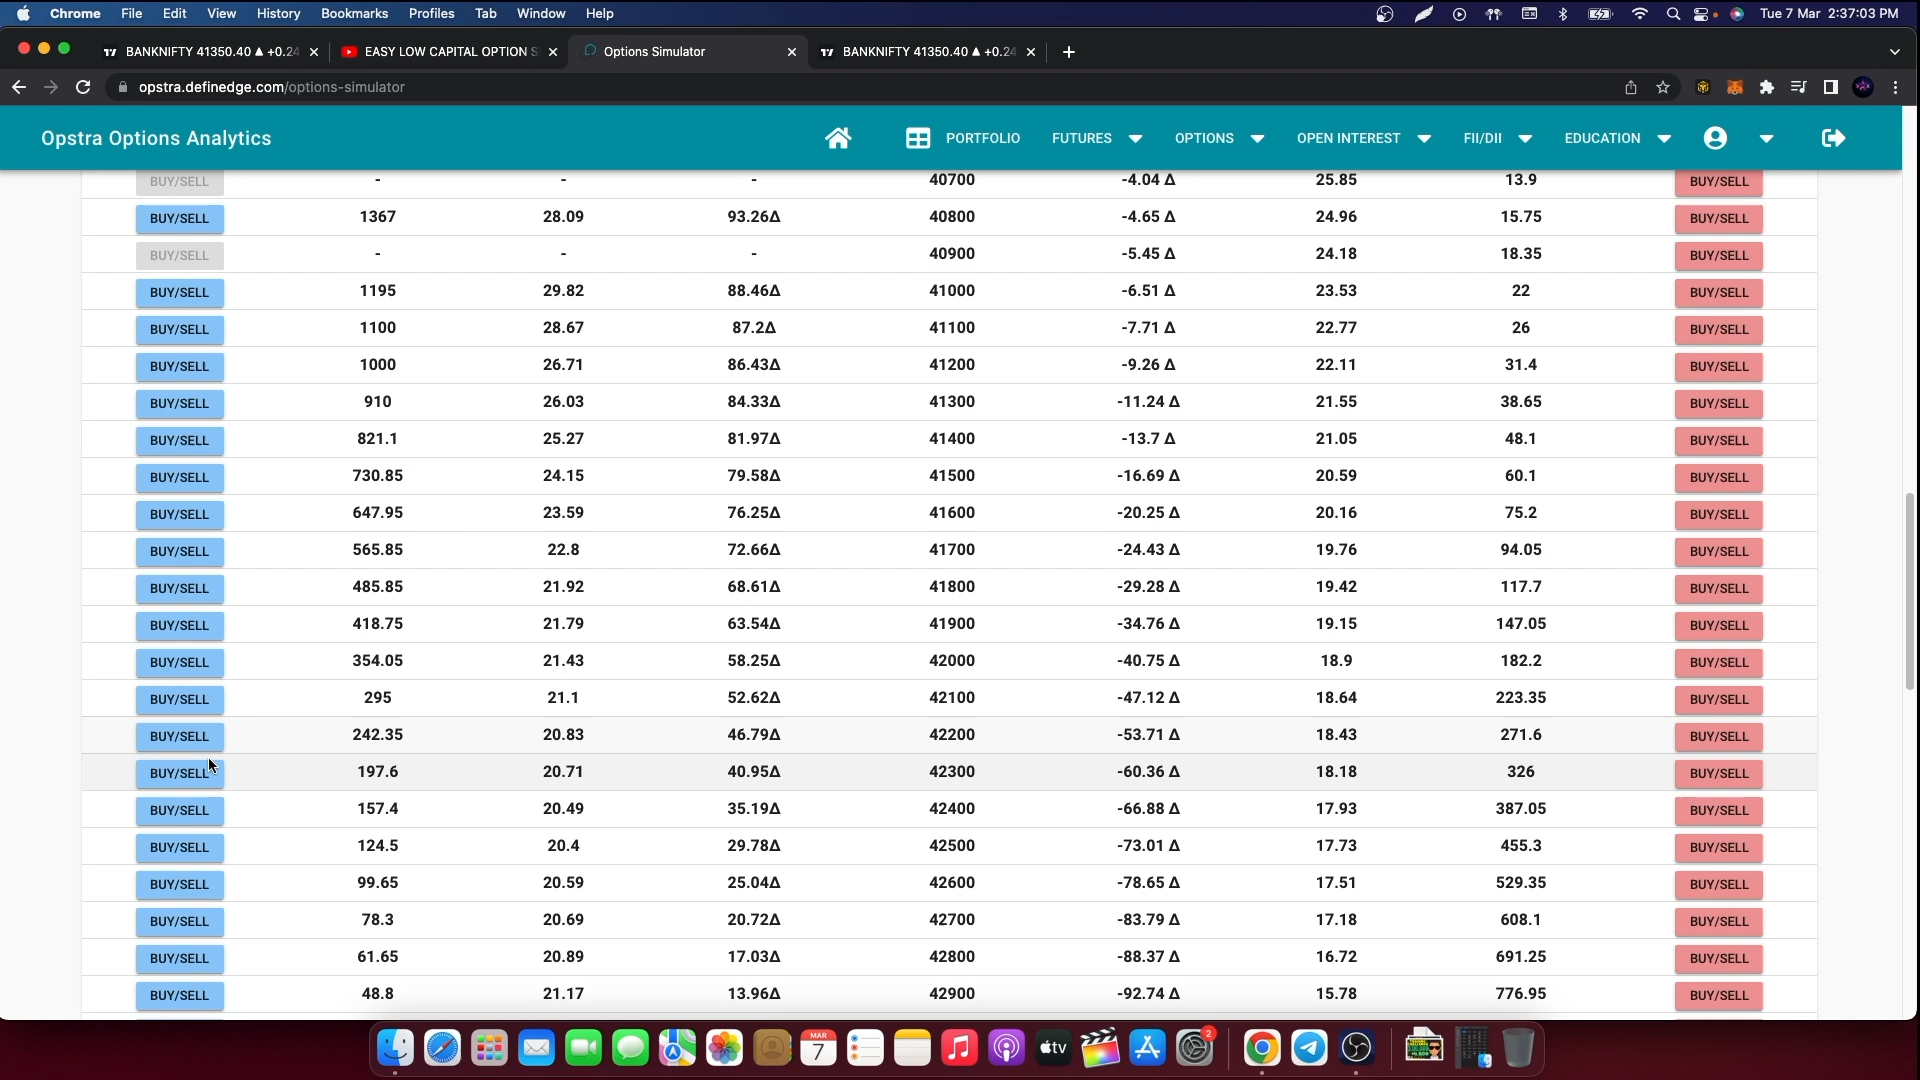 Chrome File Edit View History Bookmarks Profiles Tab Window Help Tue 7 Mar 2:37:03 PM
BANKNIFTY 41350.40 ▲ +0.24 EASY LOW CAPITAL OPTION S Options Simulator BANKNIFTY 41350.40 ▲ +0.24
opstra.definedge.com/options-simulator
Opstra Options Analytics PORTFOLIO FUTURES OPTIONS OPEN INTEREST FII/DII EDUCATION
BUY/SELL - - - 40700 -4.04 Δ 25.85 13.9 BUY/SELL
BUY/SELL 1367 28.09 93.26Δ 40800 -4.65 Δ 24.96 15.75 BUY/SELL
BUY/SELL - - - 40900 -5.45 Δ 24.18 18.35 BUY/SELL
BUY/SELL 1195 29.82 88.46Δ 41000 -6.51 Δ 23.53 22 BUY/SELL
BUY/SELL 1100 28.67 87.2Δ 41100 -7.71 Δ 22.77 26 BUY/SELL
BUY/SELL 1000 26.71 86.43Δ 41200 -9.26 Δ 22.11 31.4 BUY/SELL
BUY/SELL 910 26.03 84.33Δ 41300 -11.24 Δ 21.55 38.65 BUY/SELL
BUY/SELL 821.1 25.27 81.97Δ 41400 -13.7 Δ 21.05 48.1 BUY/SELL
BUY/SELL 730.85 24.15 79.58Δ 41500 -16.69 Δ 20.59 60.1 BUY/SELL
BUY/SELL 647.95 23.59 76.25Δ 41600 -20.25 Δ 20.16 75.2 BUY/SELL
BUY/SELL 565.85 22.8 72.66Δ 41700 -24.43 Δ 19.76 94.05 BUY/SELL
BUY/SELL 485.85 21.92 68.61Δ 41800 -29.28 Δ 19.42 117.7 BUY/SELL
BUY/SELL 418.75 21.79 63.54Δ 41900 -34.76 Δ 19.15 147.05 BUY/SELL
BUY/SELL 354.05 21.43 58.25Δ 42000 -40.75 Δ 18.9 182.2 BUY/SELL
BUY/SELL 295 21.1 52.62Δ 42100 -47.12 Δ 18.64 223.35 BUY/SELL
BUY/SELL 242.35 20.83 46.79Δ 42200 -53.71 Δ 18.43 271.6 BUY/SELL
BUY/SELL 197.6 20.71 40.95Δ 42300 -60.36 Δ 18.18 326 BUY/SELL
BUY/SELL 157.4 20.49 35.19Δ 42400 -66.88 Δ 17.93 387.05 BUY/SELL
BUY/SELL 124.5 20.4 29.78Δ 42500 -73.01 Δ 17.73 455.3 BUY/SELL
BUY/SELL 99.65 20.59 25.04Δ 42600 -78.65 Δ 17.51 529.35 BUY/SELL
BUY/SELL 78.3 20.69 20.72Δ 42700 -83.79 Δ 17.18 608.1 BUY/SELL
BUY/SELL 61.65 20.89 17.03Δ 42800 -88.37 Δ 16.72 691.25 BUY/SELL
BUY/SELL 48.8 21.17 13.96Δ 42900 -92.74 Δ 15.78 776.95 BUY/SELL
MAR 7 tv 2